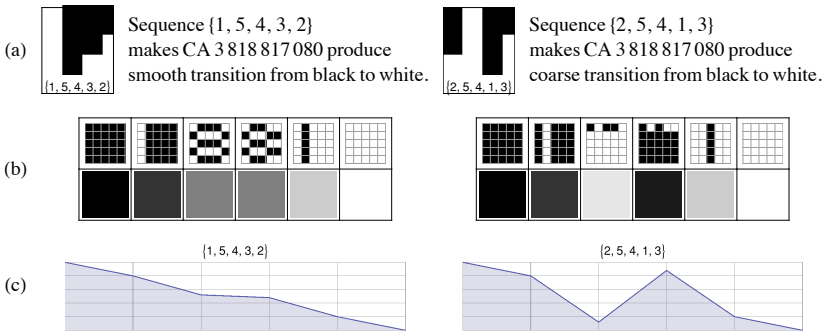 (a)
{1, 5, 4, 3, 2}
Sequence {1, 5, 4, 3, 2}
makes CA 3 818 817 080 produce
smooth transition from black to white.
{2, 5, 4, 1, 3}
Sequence {2, 5, 4, 1, 3}
makes CA 3 818 817 080 produce
coarse transition from black to white.
(b)
(c)
{1, 5, 4, 3, 2}
{2, 5, 4, 1, 3}